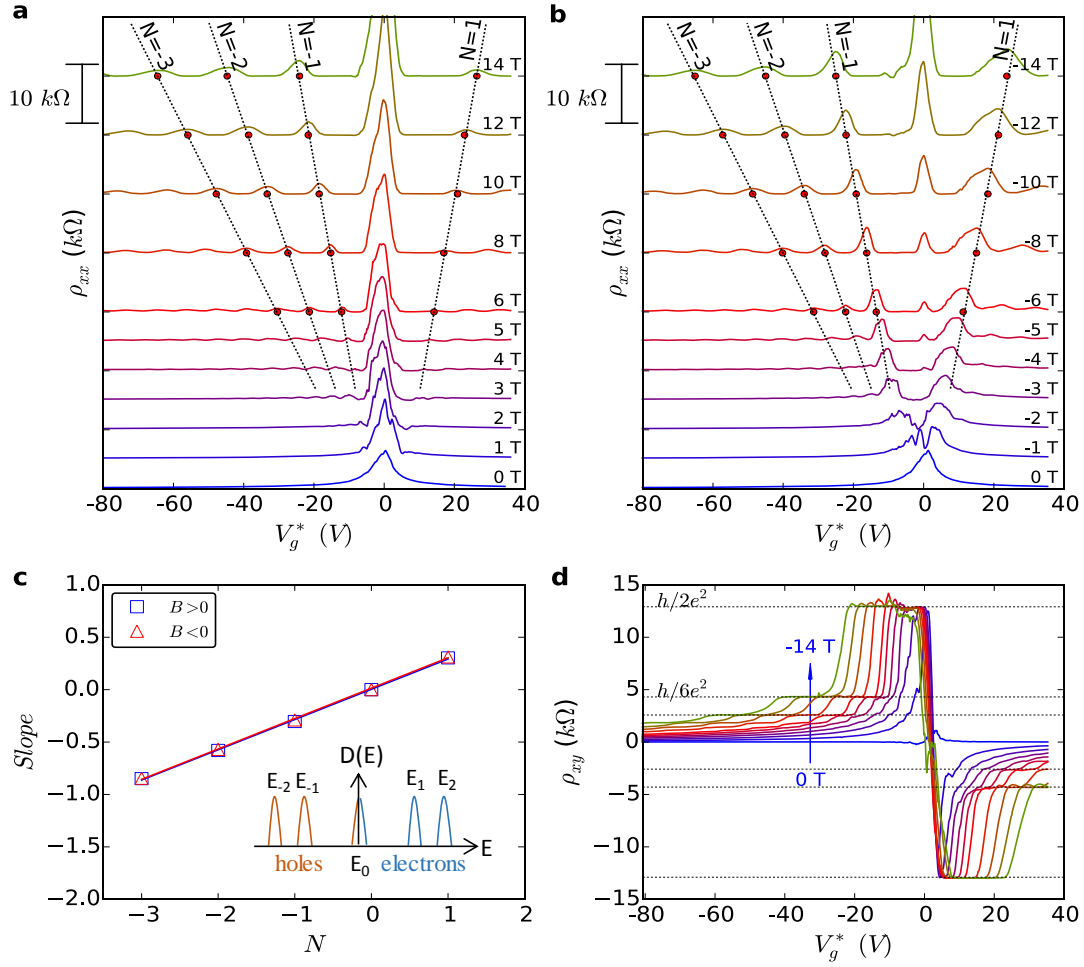 a
N=-3
N=-2
N=-1
N=1
14 T
12 T
10 T
8 T
6 T
5 T
4 T
3 T
2 T
1 T
0 T
10 kΩ
ρxx (kΩ)
−80 −60 −40 −20 0 20 40
V*g (V)
b
N=-3
N=-2
N=-1
N=1
-14 T
-12 T
-10 T
-8 T
-6 T
-5 T
-4 T
-3 T
-2 T
-1 T
0 T
10 kΩ
ρxx (kΩ)
−80 −60 −40 −20 0 20 40
V*g (V)
c
1.0
0.5
0.0
−0.5
−1.0
−1.5
−2.0
Slope
B>0
B<0
D(E)
E-2 E-1 E1 E2
E
holes E0 electrons
−3 −2 −1 0 1 2
N
d
15
10
5
0
−5
−10
−15
ρxy (kΩ)
h/2e²
-14 T
h/6e²
0 T
−80 −60 −40 −20 0 20 40
V*g (V)